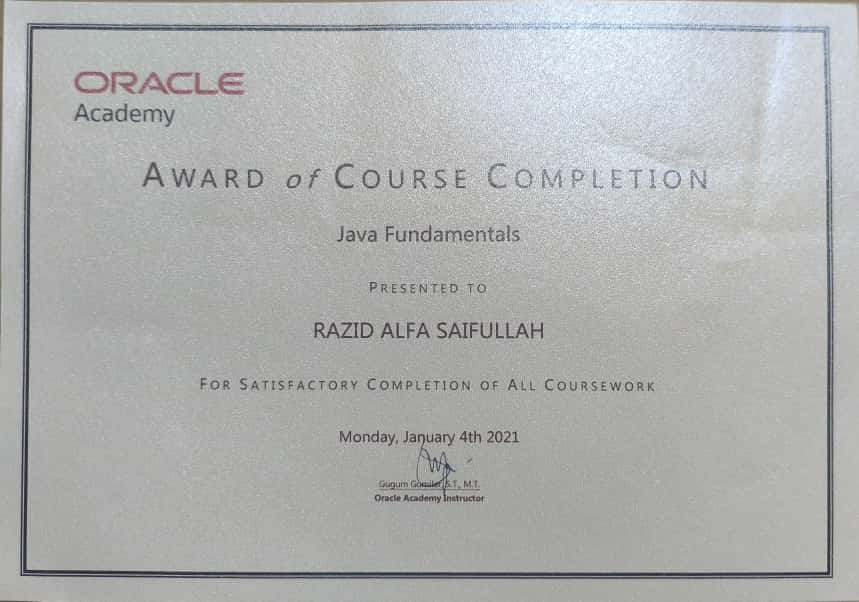 ORACLE
Academy
AWARD of COURSE COMPLETION
Java Fundamentals
PRESENTED TO
RAZID ALFA SAIFULLAH
FOR SATISFACTORY COMPLETION OF ALL COURSEWORK
Monday, January 4th 2021
Gugum Gumilar, S.T., M.T.
Oracle Academy Instructor